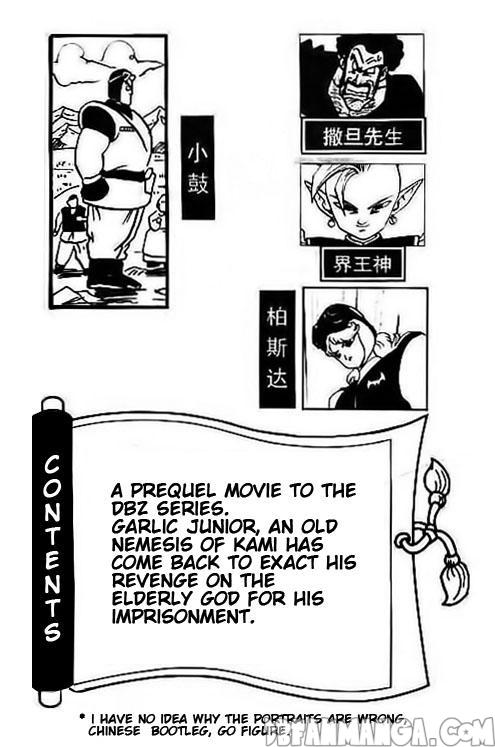 小鼓
撒旦先生
界王神
柏斯达
CONTENTS
A PREQUEL MOVIE TO THE
DBZ SERIES.
GARLIC JUNIOR, AN OLD
NEMESIS OF KAMI HAS
COME BACK TO EXACT HIS
REVENGE ON THE
ELDERLY GOD FOR HIS
IMPRISONMENT.
* I HAVE NO IDEA WHY THE PORTRAITS ARE WRONG,
CHINESE BOOTLEG, GO FIGURE.
DBFANMANGA.COM